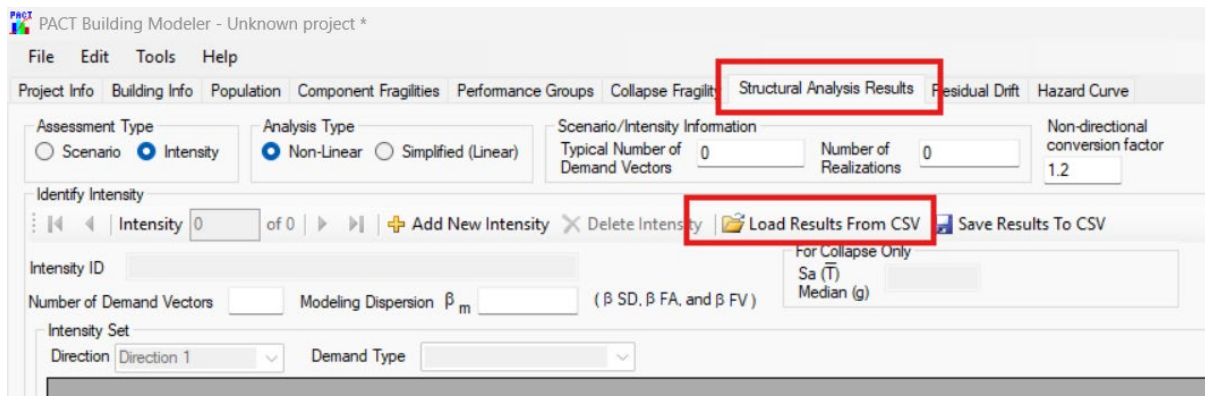 PACT PACT Building Modeler - Unknown project *
File Edit Tools Help
Project Info Building Info Population Component Fragilities Performance Groups Collapse Fragility Structural Analysis Results Residual Drift Hazard Curve
Assessment Type Analysis Type Scenario/Intensity Information Non-directional
Scenario Intensity Non-Linear Simplified (Linear) Typical Number of 0 Number of 0 conversion factor
Demand Vectors Realizations 1.2
Identify Intensity
Intensity 0 of 0 Add New Intensity Delete Intensity Load Results From CSV Save Results To CSV
For Collapse Only
Intensity ID Sa (T̅)
Number of Demand Vectors Modeling Dispersion β m ( β SD, β FA, and β FV ) Median (g)
Intensity Set
Direction Direction 1 Demand Type